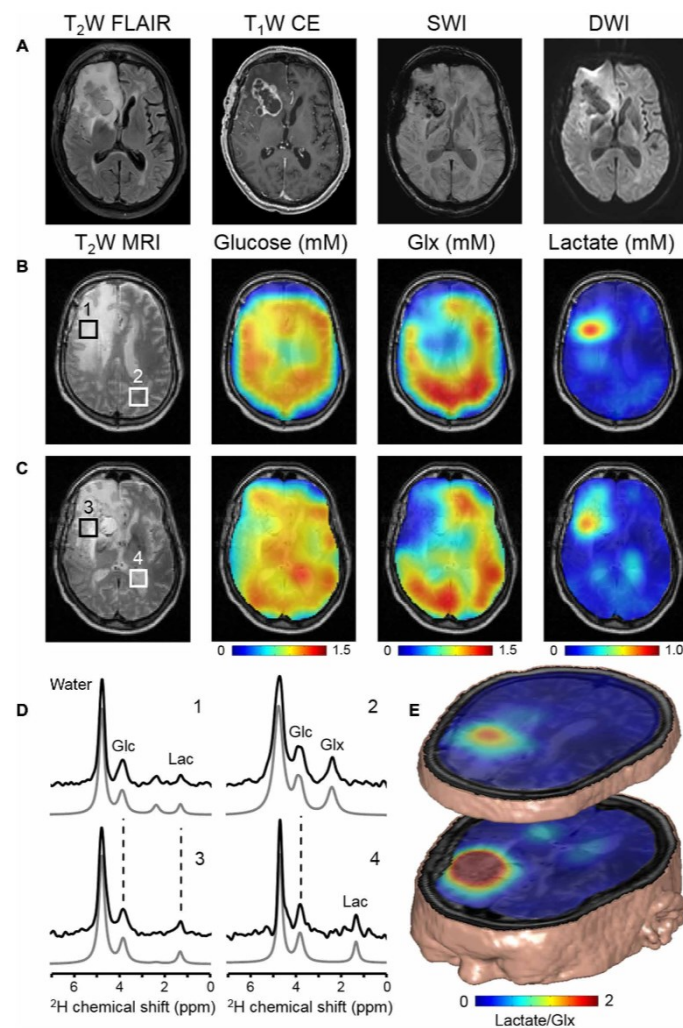 T₂W FLAIR T₁W CE SWI DWI
A
T₂W MRI Glucose (mM) Glx (mM) Lactate (mM)
B
1
2
C
3
4
0 1.5 0 1.5 0 1.0
D
Water
1
Glc
Lac
2
Glc
Glx
E
3
4
Lac
6 4 2 0 6 4 2 0
²H chemical shift (ppm) ²H chemical shift (ppm)
0 2
Lactate/Glx